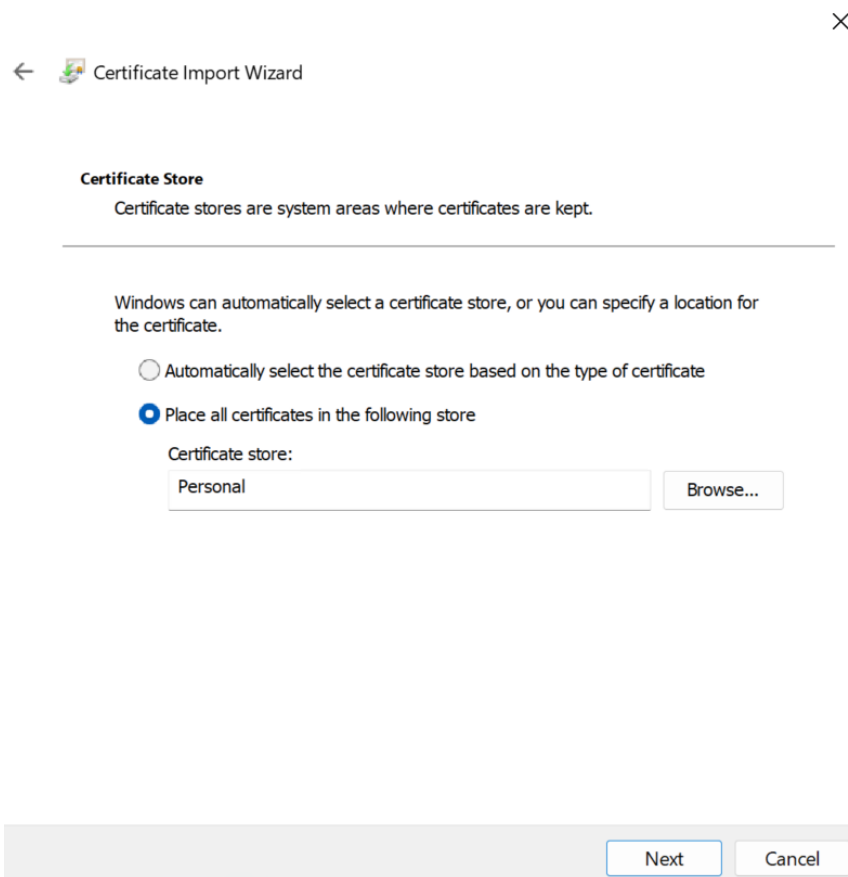 Certificate Import Wizard
Certificate Store
Certificate stores are system areas where certificates are kept.
Windows can automatically select a certificate store, or you can specify a location for
the certificate.
Automatically select the certificate store based on the type of certificate
Place all certificates in the following store
Certificate store:
Personal
Browse...
Next
Cancel